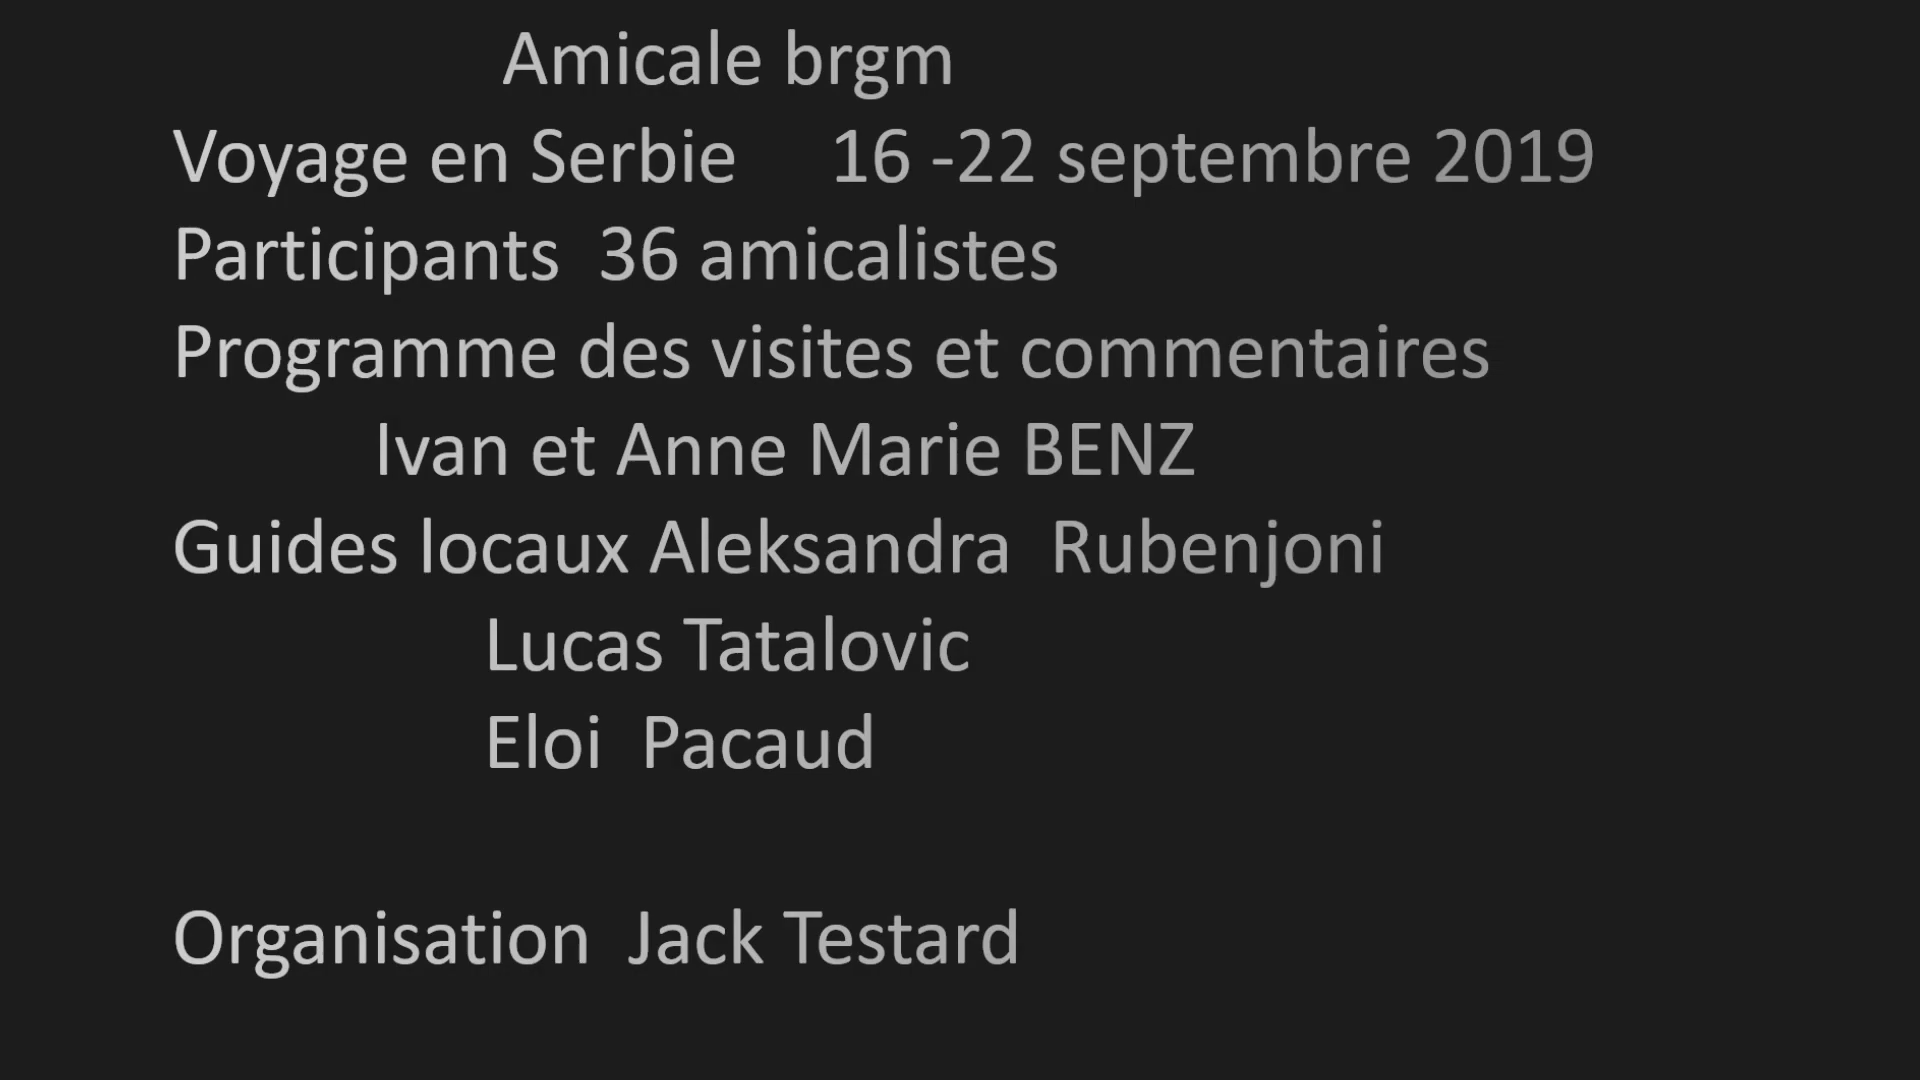 Amicale brgm
Voyage en Serbie 16 -22 septembre 2019
Participants 36 amicalistes
Programme des visites et commentaires
Ivan et Anne Marie BENZ
Guides locaux Aleksandra Rubenjoni
Lucas Tatalovic
Eloi Pacaud
Organisation Jack Testard